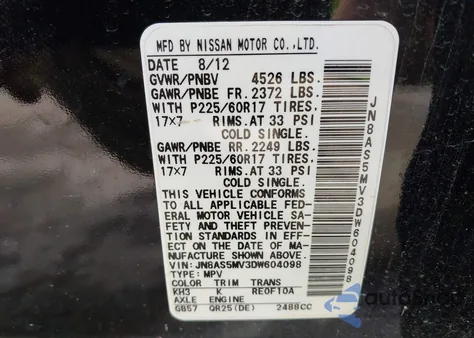 MFD BY NISSAN MOTOR CO.,LTD.
DATE 8/12
GVWR/PNBV 4526 LBS.
GAWR/PNBE FR. 2372 LBS.
WITH P225/60R17 TIRES.
17x7 RIMS.AT 33 PSI
COLD SINGLE.
GAWR/PNBE RR. 2249 LBS.
WITH P225/60R17 TIRES.
17x7 RIMS.AT 33 PSI
COLD SINGLE.
THIS VEHICLE CONFORMS
TO ALL APPLICABLE FED-
ERAL MOTOR VEHICLE SA-
FETY AND THEFT PREVEN-
TION STANDARDS IN EFF-
ECT ON THE DATE OF MA-
NUFACTURE SHOWN ABOVE.
VIN:JN8AS5MV3DW604098
TYPE:MPV
COLOR TRIM TRANS
KH3 K RE0F10A
AXLE ENGINE
GB57 QR25(DE) 2488CC
JN8AS5MV3DW604098